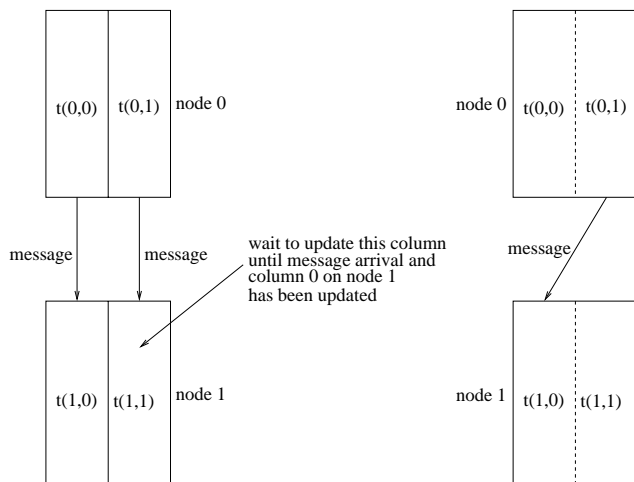 t(0,0)
t(0,1)
node 0
message
message
wait to update this column
until message arrival and
column 0 on node 1
has been updated
t(1,0)
t(1,1)
node 1
node 0
t(0,0)
t(0,1)
message
node 1
t(1,0)
t(1,1)